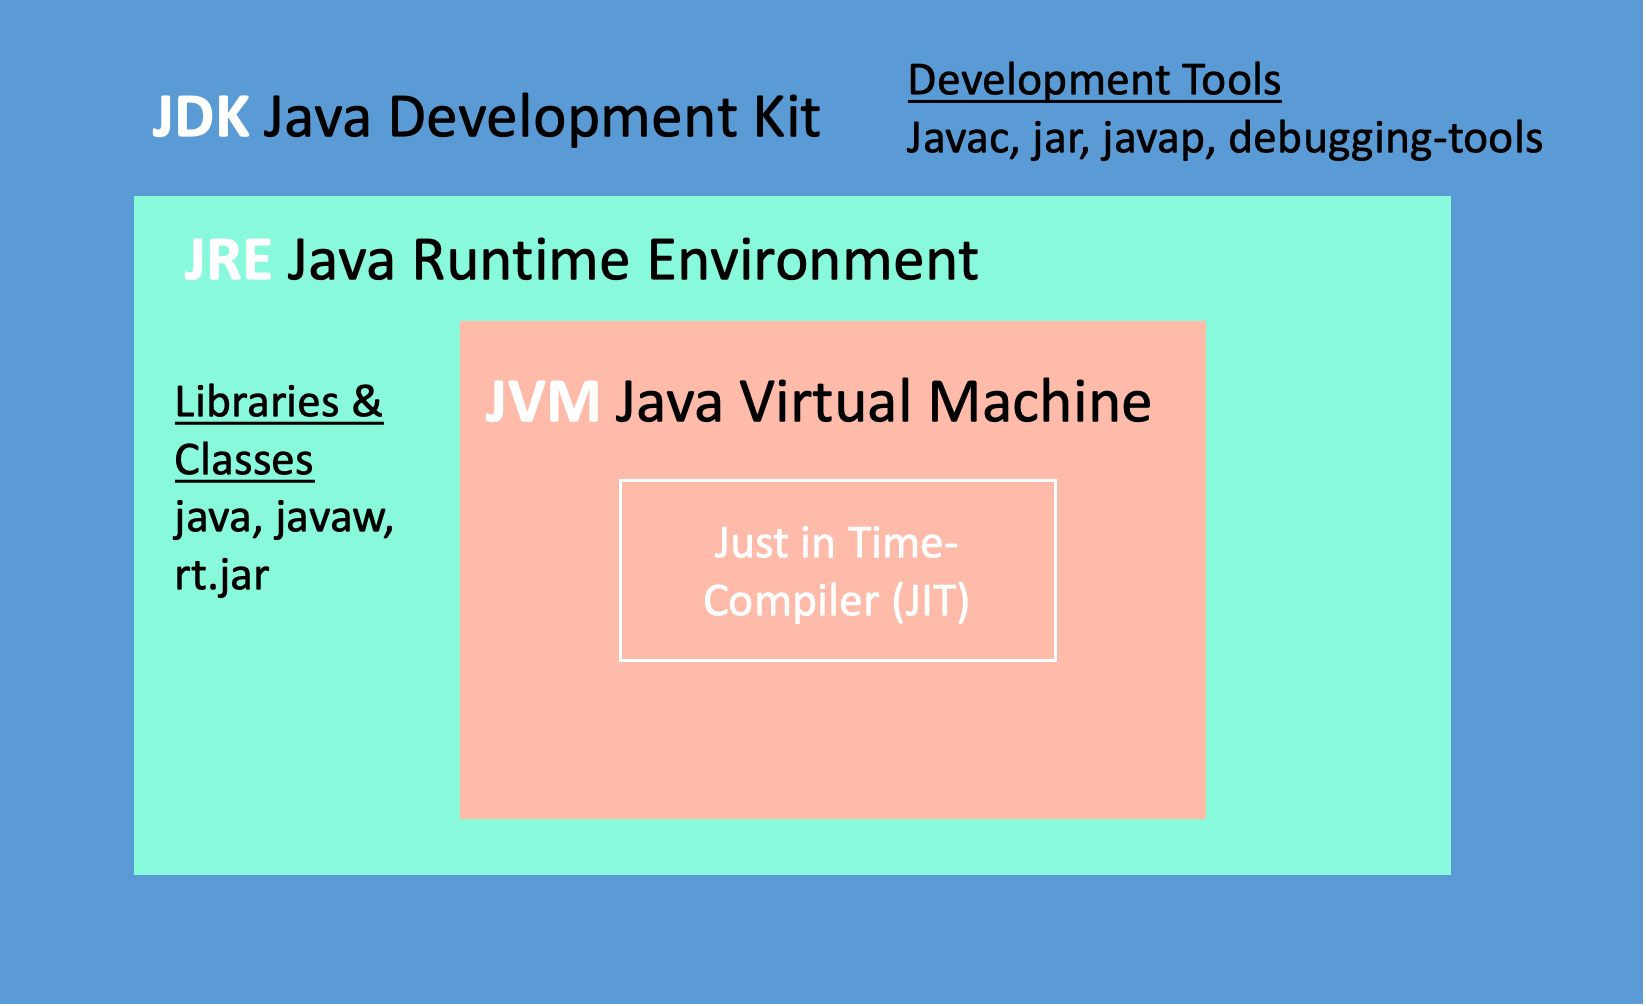 JDK Java Development Kit
Development Tools
Javac, jar, javap, debugging-tools
JRE Java Runtime Environment
Libraries &
Classes
java, javaw,
rt.jar
JVM Java Virtual Machine
Just in Time-
Compiler (JIT)